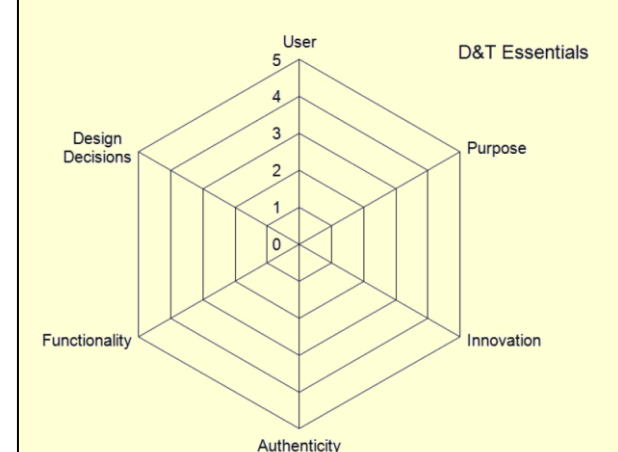 User
D&T Essentials
5
4
3
2
1
0
Design
Decisions
Purpose
Functionality
Innovation
Authenticity